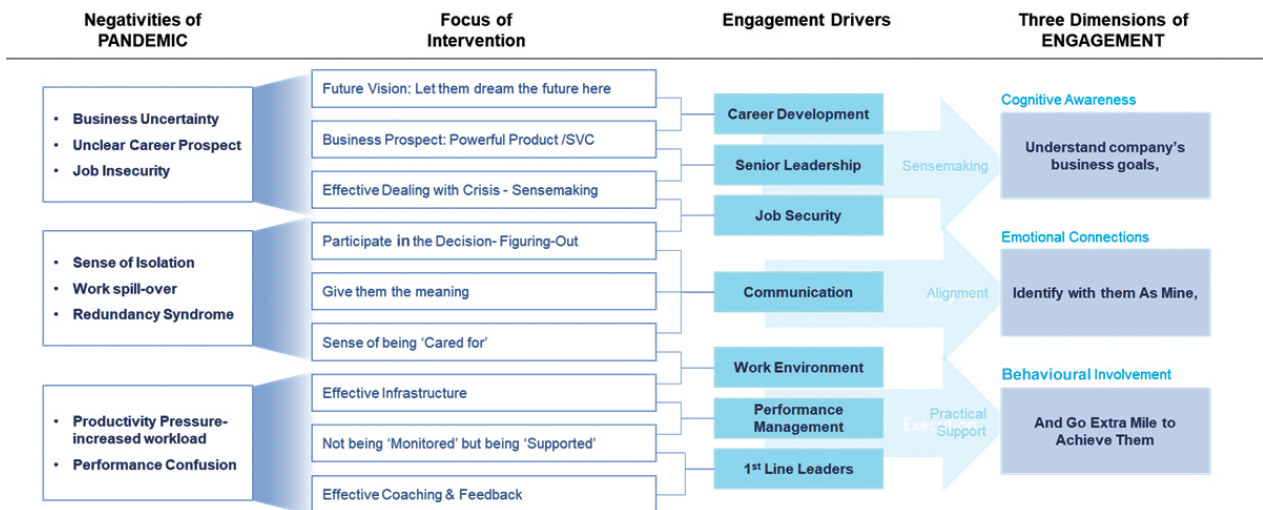 Negativities of
PANDEMIC
Focus of
Intervention
Engagement Drivers
Three Dimensions of
ENGAGEMENT
• Business Uncertainty
• Unclear Career Prospect
• Job Insecurity
• Sense of Isolation
• Work spill-over
• Redundancy Syndrome
• Productivity Pressure-
increased workload
• Performance Confusion
Future Vision: Let them dream the future here
Business Prospect: Powerful Product /SVC
Effective Dealing with Crisis - Sensemaking
Participate in the Decision- Figuring-Out
Give them the meaning
Sense of being ‘Cared for’
Effective Infrastructure
Not being ‘Monitored’ but being ‘Supported’
Effective Coaching & Feedback
Career Development
Senior Leadership
Job Security
Communication
Work Environment
Performance
Management
1st Line Leaders
Sensemaking
Alignment
Practical
Support
Cognitive Awareness
Understand company’s
business goals,
Emotional Connections
Identify with them As Mine,
Behavioural Involvement
And Go Extra Mile to
Achieve Them